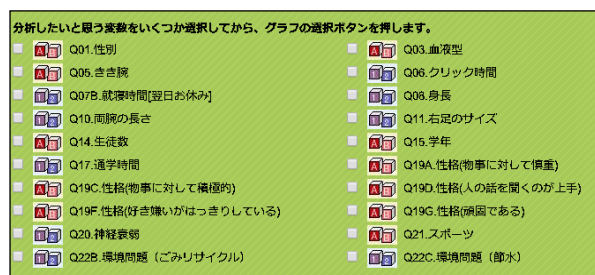 分析したいと思う変数をいくつか選択してから、グラフの選択ボタンを押します。
Q01.性別 Q03.血液型
Q05.きき腕 Q06.クリック時間
Q07B.就寝時間[翌日お休み] Q08.身長
Q10.両腕の長さ Q11.右足のサイズ
Q14.生徒数 Q15.学年
Q17.通学時間 Q19A.性格(物事に対して慎重)
Q19C.性格(物事に対して積極的) Q19D.性格(人の話を聞くのが上手)
Q19F.性格(好き嫌いがはっきりしている) Q19G.性格(頑固である)
Q20.神経衰弱 Q21.スポーツ
Q22B.環境問題（ごみリサイクル） Q22C.環境問題（節水）